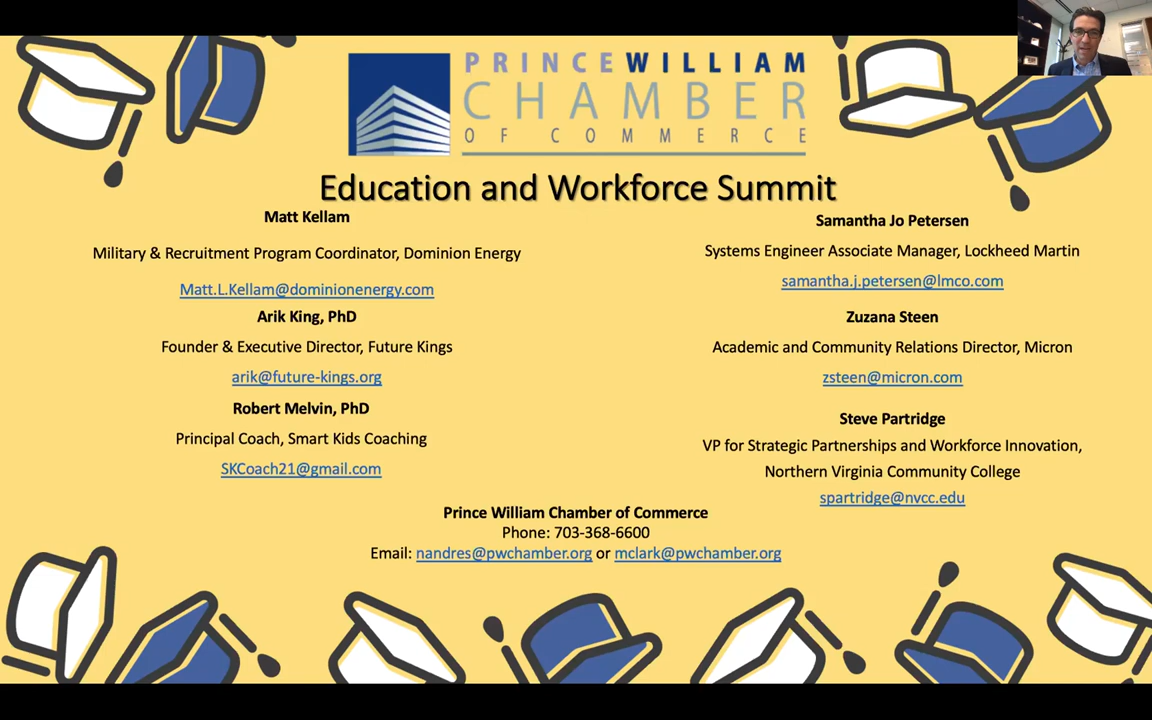 PRINCE WILLIAM
CHAMBER
OF COMMERCE
Education and Workforce Summit
Matt Kellam
Military & Recruitment Program Coordinator, Dominion Energy
Matt.L.Kellam@dominionenergy.com
Arik King, PhD
Founder & Executive Director, Future Kings
arik@future-kings.org
Robert Melvin, PhD
Principal Coach, Smart Kids Coaching
SKCoach21@gmail.com
Samantha Jo Petersen
Systems Engineer Associate Manager, Lockheed Martin
samantha.j.petersen@lmco.com
Zuzana Steen
Academic and Community Relations Director, Micron
zsteen@micron.com
Steve Partridge
VP for Strategic Partnerships and Workforce Innovation,
Northern Virginia Community College
spartridge@nvcc.edu
Prince William Chamber of Commerce
Phone: 703-368-6600
Email: nandres@pwchamber.org or mclark@pwchamber.org